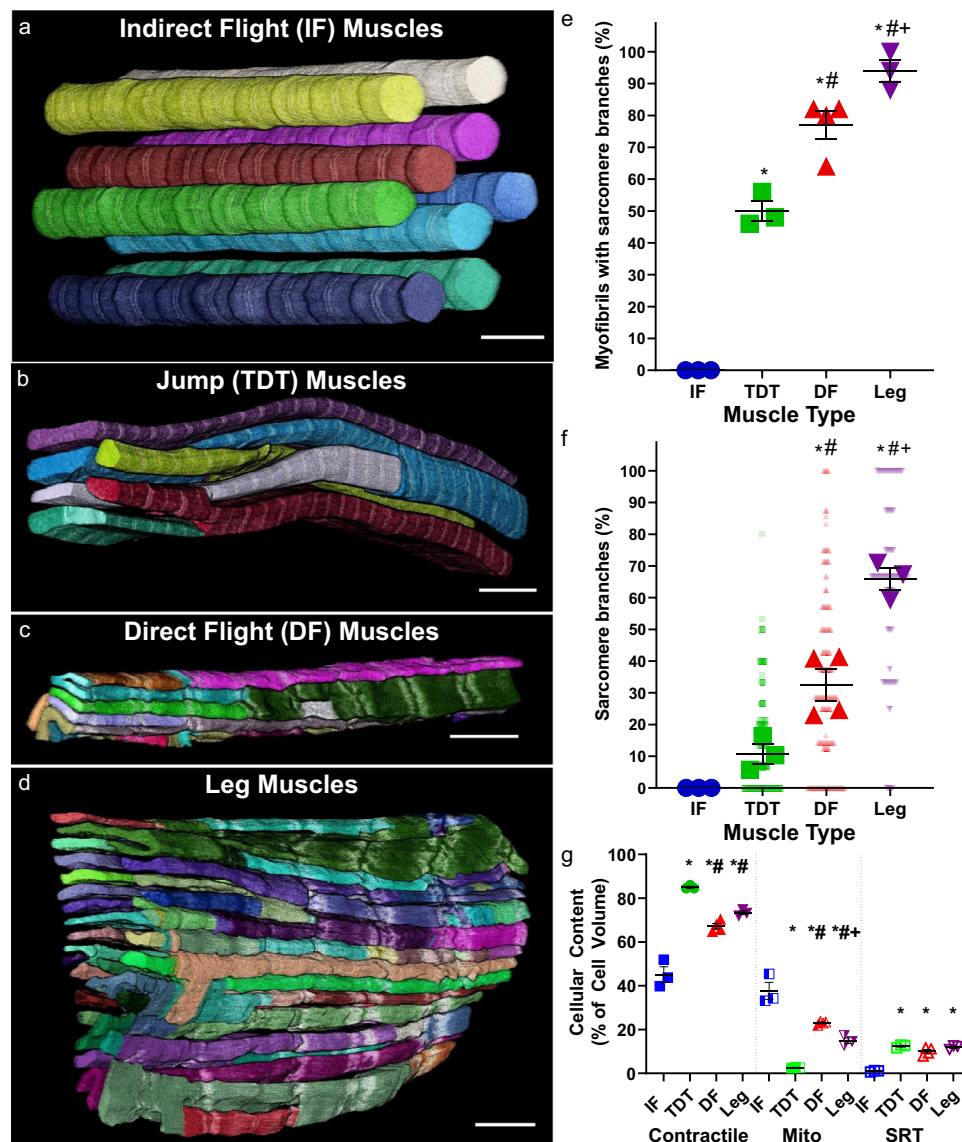 a
Indirect Flight (IF) Muscles
b
Jump (TDT) Muscles
c
Direct Flight (DF) Muscles
d
Leg Muscles
e
Myofibrils with sarcomere branches (%)
100
90
80
70
60
50
40
30
20
10
0
*
*#
*#+
IF TDT DF Leg
Muscle Type
f
Sarcomere branches (%)
100
90
80
70
60
50
40
30
20
10
0
*#
*#+
IF TDT DF Leg
Muscle Type
g
Cellular Content
(% of Cell Volume)
100
80
60
40
20
0
* *# *#
* *# *#+
* * *
IF TDT DF Leg IF TDT DF Leg IF TDT DF Leg
Contractile Mito SRT